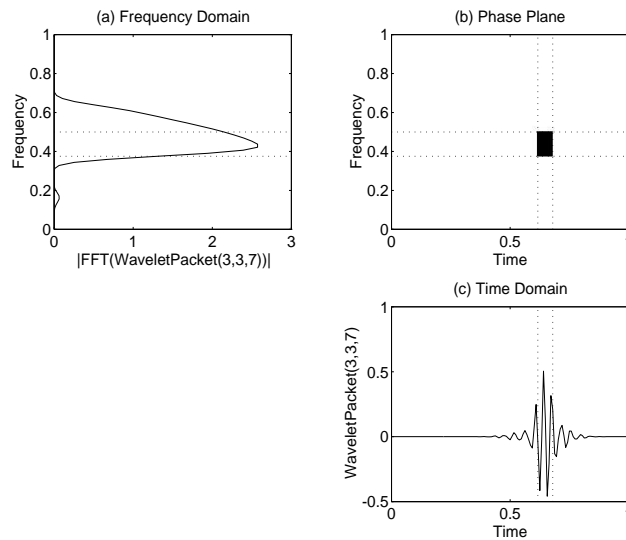 (a) Frequency Domain
1
0.8
0.6
0.4
0.2
0
Frequency
0 1 2 3
|FFT(WaveletPacket(3,3,7))|
(b) Phase Plane
1
0.8
0.6
0.4
0.2
0
Frequency
0 0.5 1
Time
(c) Time Domain
1
0.5
0
-0.5
WaveletPacket(3,3,7)
0 0.5 1
Time